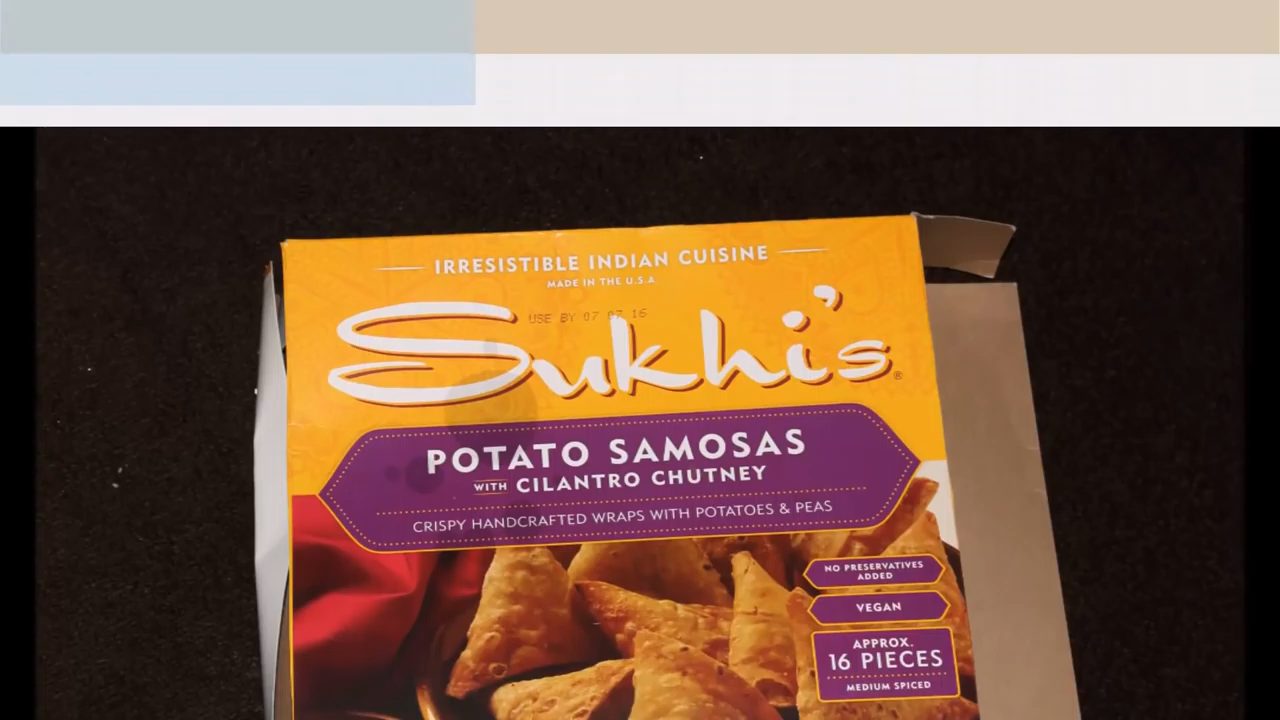 IRRESISTIBLE INDIAN CUISINE
MADE IN THE U.S.A
USE BY 07 07 16
Sukhi's®
POTATO SAMOSAS
WITH CILANTRO CHUTNEY
CRISPY HANDCRAFTED WRAPS WITH POTATOES & PEAS
NO PRESERVATIVES
ADDED
VEGAN
APPROX.
16 PIECES
MEDIUM SPICED